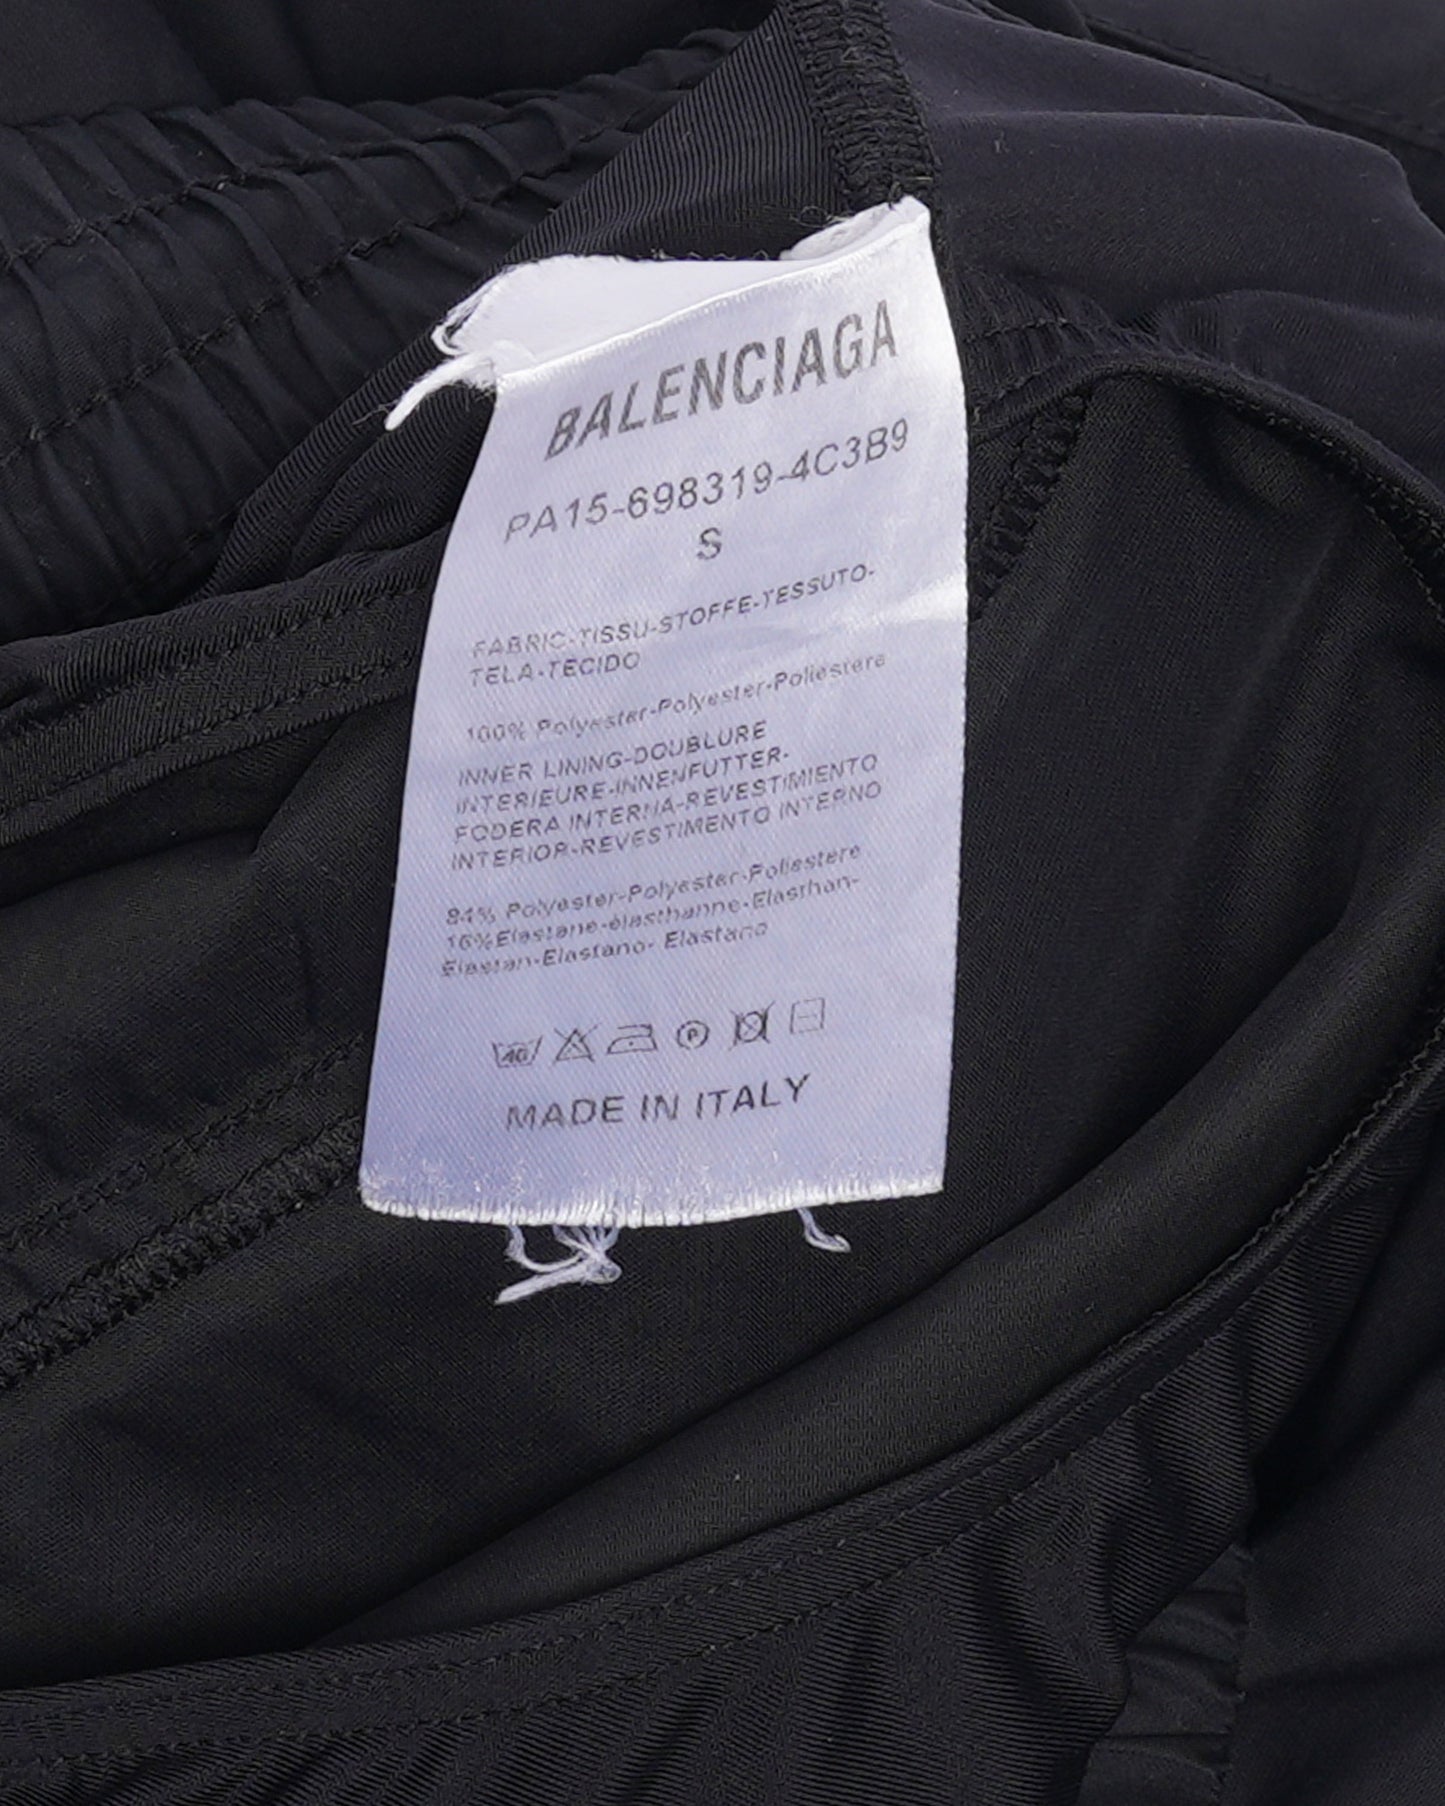 BALENCIAGA
PA15-698319-4C3B9
S
FABRIC-TISSU-STOFFE-TESSUTO-
TELA-TECIDO
100% Polyester-Polyester-Poliestere
INNER LINING-DOUBLURE
INTERIEURE-INNENFUTTER-
FODERA INTERNA-REVESTIMIENTO
INTERIOR-REVESTIMENTO INTERNO
84% Polyester-Polyester-Poliestere
16%Elastane-élasthanne-Elasthan-
Elastan-Elastano- Elastano
40 P
MADE IN ITALY